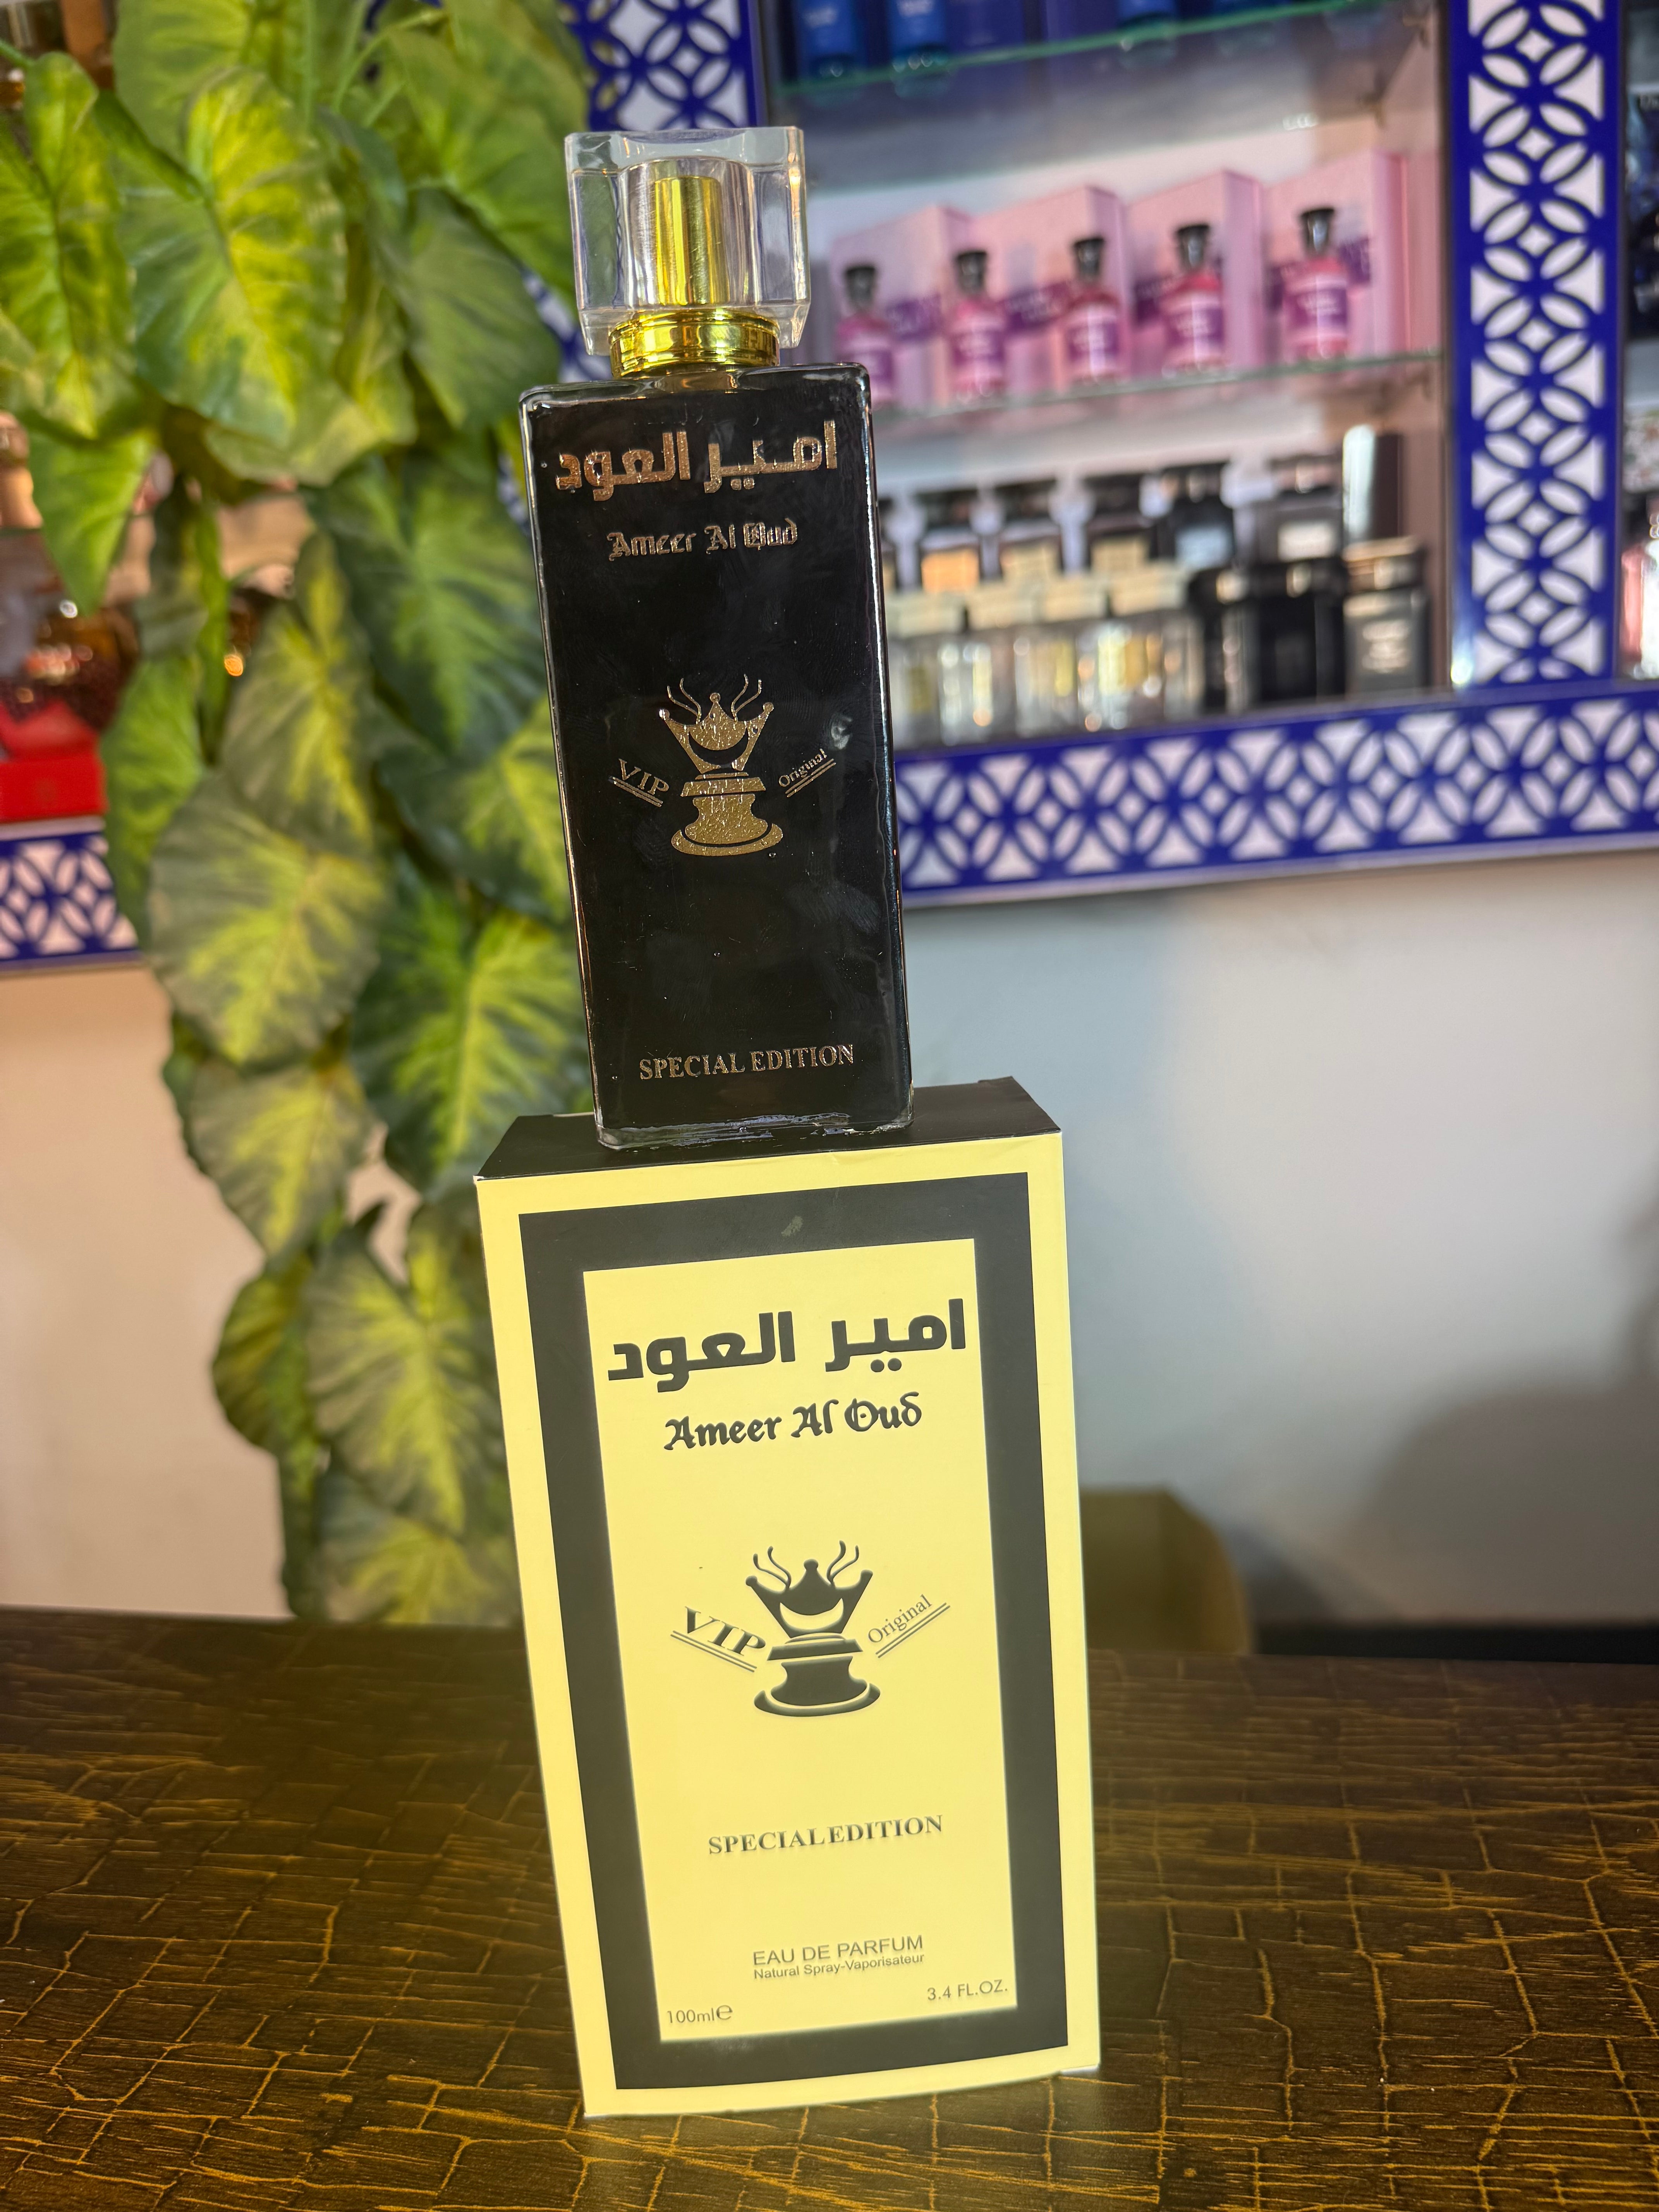 امير العود
Ameer Al Oud
VIP
Original
SPECIAL EDITION
امير العود
Ameer Al Oud
VIP
Original
SPECIAL EDITION
EAU DE PARFUM
Natural Spray-Vaporisateur
100ml℮
3.4 FL.OZ.